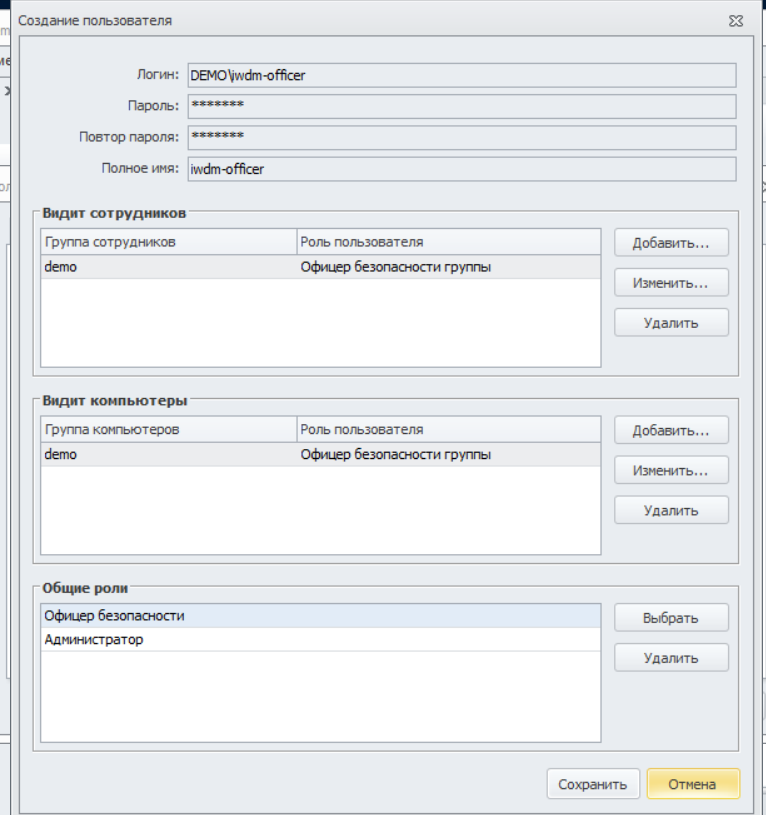 Создание пользователя
Логин: DEMO\iwdm-officer
Пароль: *******
Повтор пароля: *******
Полное имя: iwdm-officer
Видит сотрудников
Группа сотрудников Роль пользователя Добавить...
demo Офицер безопасности группы
Изменить...
Удалить
Видит компьютеры
Группа компьютеров Роль пользователя Добавить...
demo Офицер безопасности группы
Изменить...
Удалить
Общие роли
Офицер безопасности Выбрать
Администратор
Удалить
Сохранить Отмена